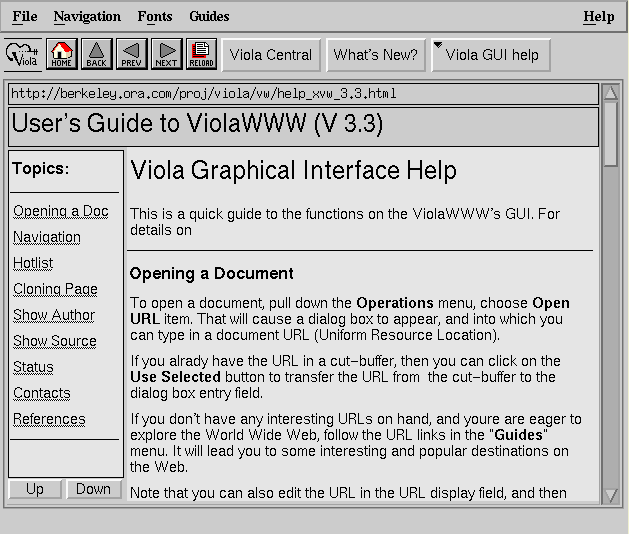 File Navigation Fonts Guides Help
Viola HOME BACK PREV NEXT RELOAD Viola Central What's New? Viola GUI help
http://berkeley.ora.com/proj/viola/vw/help_xvw_3.3.html
User's Guide to ViolaWWW (V 3.3)
Topics:
Opening a Doc
Navigation
Hotlist
Cloning Page
Show Author
Show Source
Status
Contacts
References
Up Down
Viola Graphical Interface Help
This is a quick guide to the functions on the ViolaWWW's GUI. For
details on
Opening a Document
To open a document, pull down the Operations menu, choose Open
URL item. That will cause a dialog box to appear, and into which you
can type in a document URL (Uniform Resource Location).
If you alrady have the URL in a cut-buffer, then you can click on the
Use Selected button to transfer the URL from the cut-buffer to the
dialog box entry field.
If you don't have any interesting URLs on hand, and youre are eager to
explore the World Wide Web, follow the URL links in the "Guides"
menu. It will lead you to some interesting and popular destinations on
the Web.
Note that you can also edit the URL in the URL display field, and then